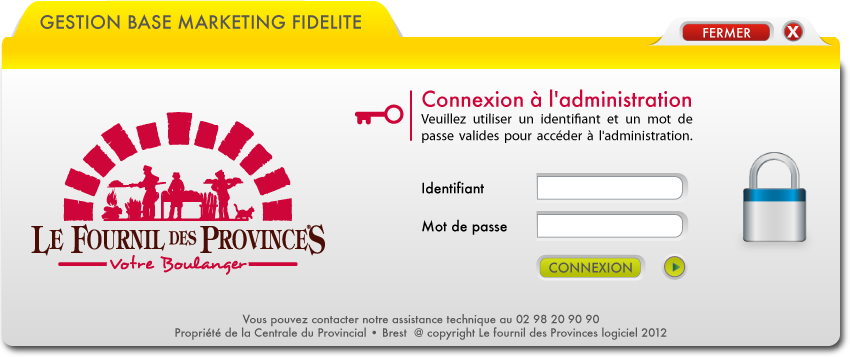 GESTION BASE MARKETING FIDELITE
FERMER
X
Connexion à l'administration
Veuillez utiliser un identifiant et un mot de
passe valides pour accéder à l'administration.
Identifiant
Mot de passe
CONNEXION
LE FOURNIL DES PROVINCES
Votre Boulanger
Vous pouvez contacter notre assistance technique au 02 98 20 90 90
Propriété de la Centrale du Provincial • Brest @ copyright Le fournil des Provinces logiciel 2012